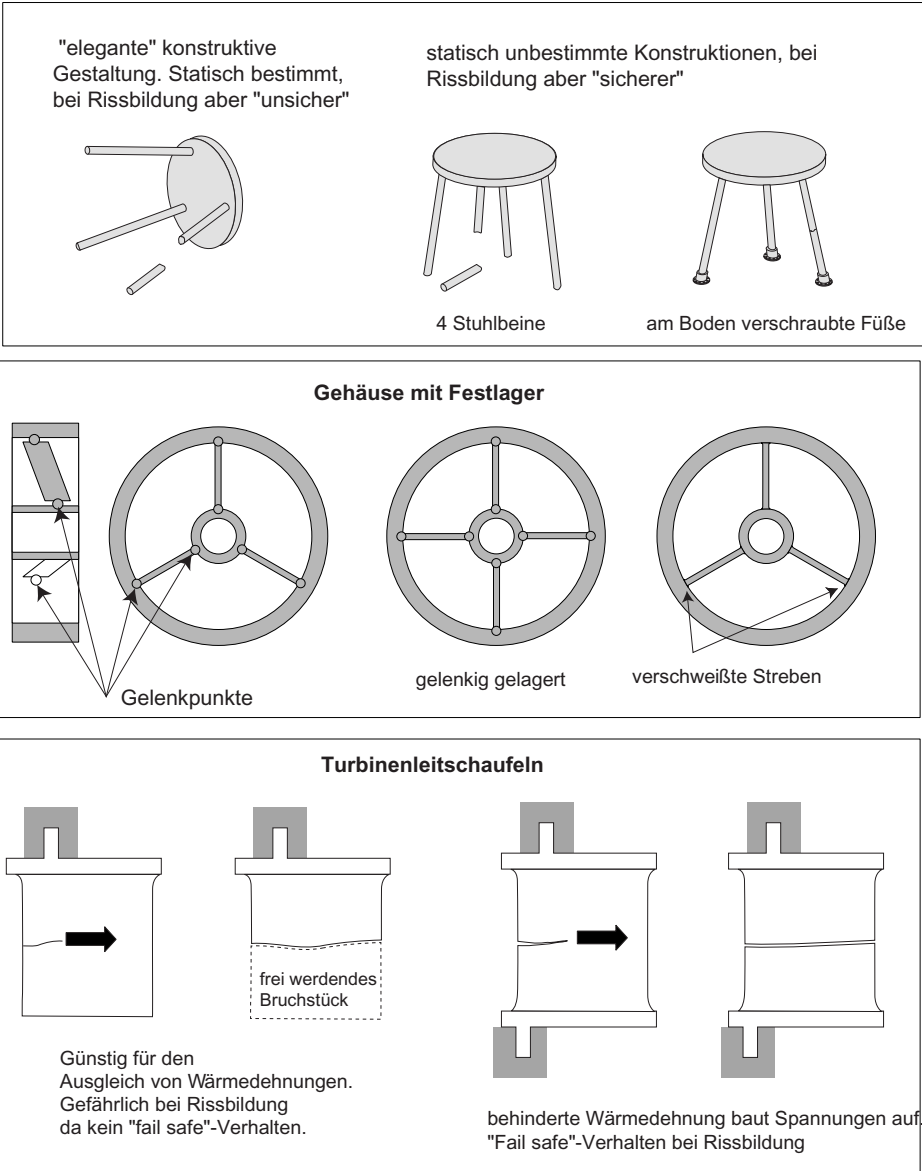 "elegante" konstruktive
Gestaltung. Statisch bestimmt,
bei Rissbildung aber "unsicher"
statisch unbestimmte Konstruktionen, bei
Rissbildung aber "sicherer"
4 Stuhlbeine
am Boden verschraubte Füße
Gehäuse mit Festlager
Gelenkpunkte
gelenkig gelagert
verschweißte Streben
Turbinenleitschaufeln
frei werdendes
Bruchstück
Günstig für den
Ausgleich von Wärmedehnungen.
Gefährlich bei Rissbildung
da kein "fail safe"-Verhalten.
behinderte Wärmedehnung baut Spannungen auf.
"Fail safe"-Verhalten bei Rissbildung